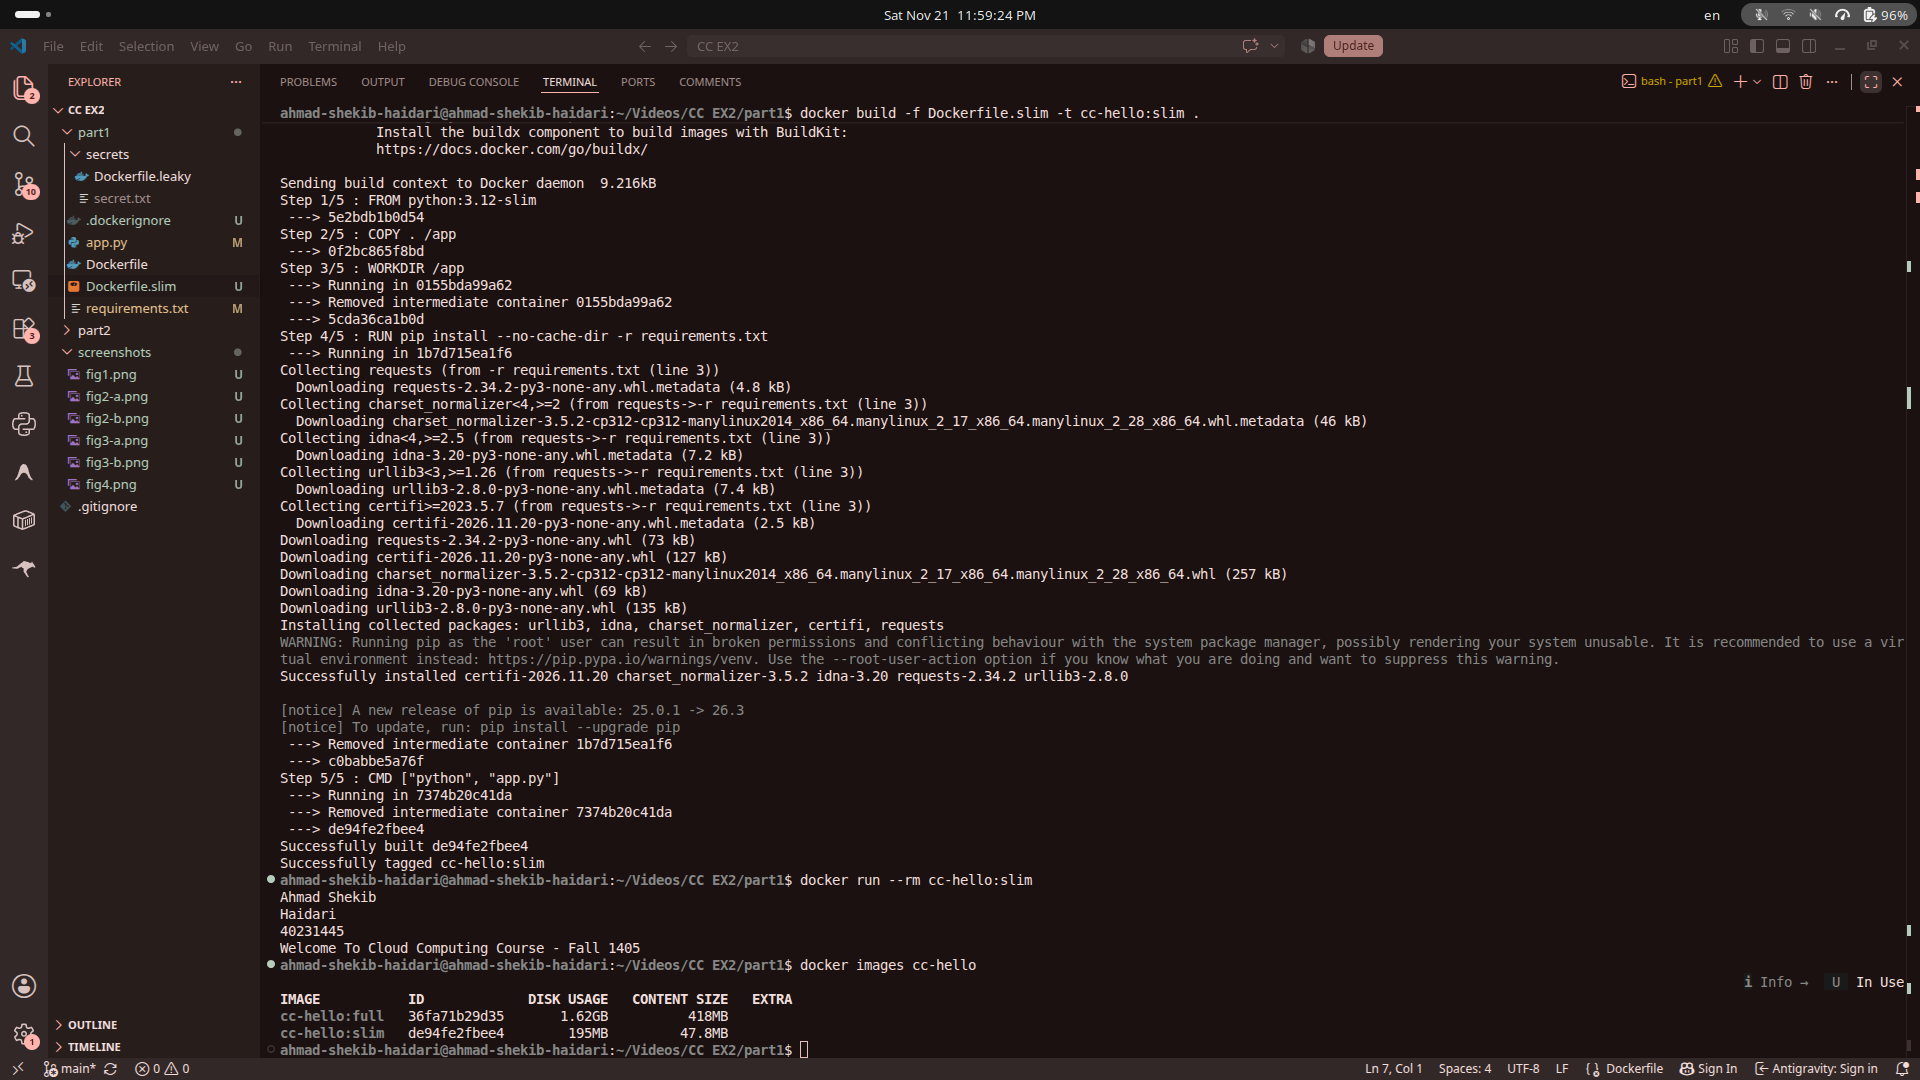 Sat Nov 21 11:59:24 PM
en
96%
File Edit Selection View Go Run Terminal Help
CC EX2
Update
EXPLORER
PROBLEMS OUTPUT DEBUG CONSOLE TERMINAL PORTS COMMENTS
bash - part1
CC EX2
part1
secrets
Dockerfile.leaky
secret.txt
.dockerignore U
app.py M
Dockerfile
Dockerfile.slim U
requirements.txt M
part2
screenshots
fig1.png U
fig2-a.png U
fig2-b.png U
fig3-a.png U
fig3-b.png U
fig4.png U
.gitignore
OUTLINE
TIMELINE
2
10
3
1
ahmad-shekib-haidari@ahmad-shekib-haidari:~/Videos/CC EX2/part1$ docker build -f Dockerfile.slim -t cc-hello:slim .
Install the buildx component to build images with BuildKit:
https://docs.docker.com/go/buildx/
Sending build context to Docker daemon  9.216kB
Step 1/5 : FROM python:3.12-slim
---> 5e2bdb1b0d54
Step 2/5 : COPY . /app
---> 0f2bc865f8bd
Step 3/5 : WORKDIR /app
---> Running in 0155bda99a62
---> Removed intermediate container 0155bda99a62
---> 5cda36ca1b0d
Step 4/5 : RUN pip install --no-cache-dir -r requirements.txt
---> Running in 1b7d715ea1f6
Collecting requests (from -r requirements.txt (line 3))
Downloading requests-2.34.2-py3-none-any.whl.metadata (4.8 kB)
Collecting charset_normalizer<4,>=2 (from requests->-r requirements.txt (line 3))
Downloading charset_normalizer-3.5.2-cp312-cp312-manylinux2014_x86_64.manylinux_2_17_x86_64.manylinux_2_28_x86_64.whl.metadata (46 kB)
Collecting idna<4,>=2.5 (from requests->-r requirements.txt (line 3))
Downloading idna-3.20-py3-none-any.whl.metadata (7.2 kB)
Collecting urllib3<3,>=1.26 (from requests->-r requirements.txt (line 3))
Downloading urllib3-2.8.0-py3-none-any.whl.metadata (7.4 kB)
Collecting certifi>=2023.5.7 (from requests->-r requirements.txt (line 3))
Downloading certifi-2026.11.20-py3-none-any.whl.metadata (2.5 kB)
Downloading requests-2.34.2-py3-none-any.whl (73 kB)
Downloading certifi-2026.11.20-py3-none-any.whl (127 kB)
Downloading charset_normalizer-3.5.2-cp312-cp312-manylinux2014_x86_64.manylinux_2_17_x86_64.manylinux_2_28_x86_64.whl (257 kB)
Downloading idna-3.20-py3-none-any.whl (69 kB)
Downloading urllib3-2.8.0-py3-none-any.whl (135 kB)
Installing collected packages: urllib3, idna, charset_normalizer, certifi, requests
WARNING: Running pip as the 'root' user can result in broken permissions and conflicting behaviour with the system package manager, possibly rendering your system unusable. It is recommended to use a vir
tual environment instead: https://pip.pypa.io/warnings/venv. Use the --root-user-action option if you know what you are doing and want to suppress this warning.
Successfully installed certifi-2026.11.20 charset_normalizer-3.5.2 idna-3.20 requests-2.34.2 urllib3-2.8.0
[notice] A new release of pip is available: 25.0.1 -> 26.3
[notice] To update, run: pip install --upgrade pip
---> Removed intermediate container 1b7d715ea1f6
---> c0babbe5a76f
Step 5/5 : CMD ["python", "app.py"]
---> Running in 7374b20c41da
---> Removed intermediate container 7374b20c41da
---> de94fe2fbee4
Successfully built de94fe2fbee4
Successfully tagged cc-hello:slim
ahmad-shekib-haidari@ahmad-shekib-haidari:~/Videos/CC EX2/part1$ docker run --rm cc-hello:slim
Ahmad Shekib
Haidari
40231445
Welcome To Cloud Computing Course - Fall 1405
ahmad-shekib-haidari@ahmad-shekib-haidari:~/Videos/CC EX2/part1$ docker images cc-hello
i Info → U In Use
IMAGE ID DISK USAGE CONTENT SIZE EXTRA
cc-hello:full 36fa71b29d35 1.62GB 418MB
cc-hello:slim de94fe2fbee4 195MB 47.8MB
ahmad-shekib-haidari@ahmad-shekib-haidari:~/Videos/CC EX2/part1$
main* 0 0 Ln 7, Col 1 Spaces: 4 UTF-8 LF { } Dockerfile Sign In Antigravity: Sign in